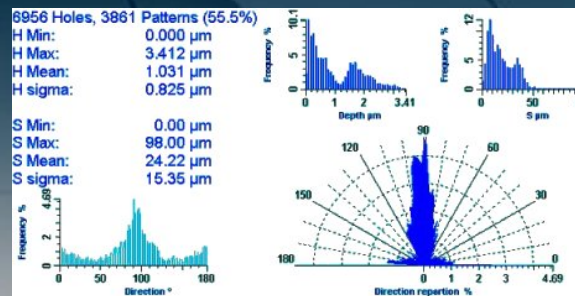 6956 Holes, 3861 Patterns (55.5%)
H Min: 0.000 µm
H Max: 3.412 µm
H Mean: 1.031 µm
H sigma: 0.825 µm
S Min: 0.00 µm
S Max: 98.00 µm
S Mean: 24.22 µm
S sigma: 15.35 µm
Frequency %
10.1
5
0
0 1 2 3.41
Depth µm
Frequency %
12
5
0
0 50
S µm
Frequency %
4.69
2
0
0 50 100 180
Direction °
90
120 60
150 30
180 0
0 1 2 3 4.69
Direction repartion %